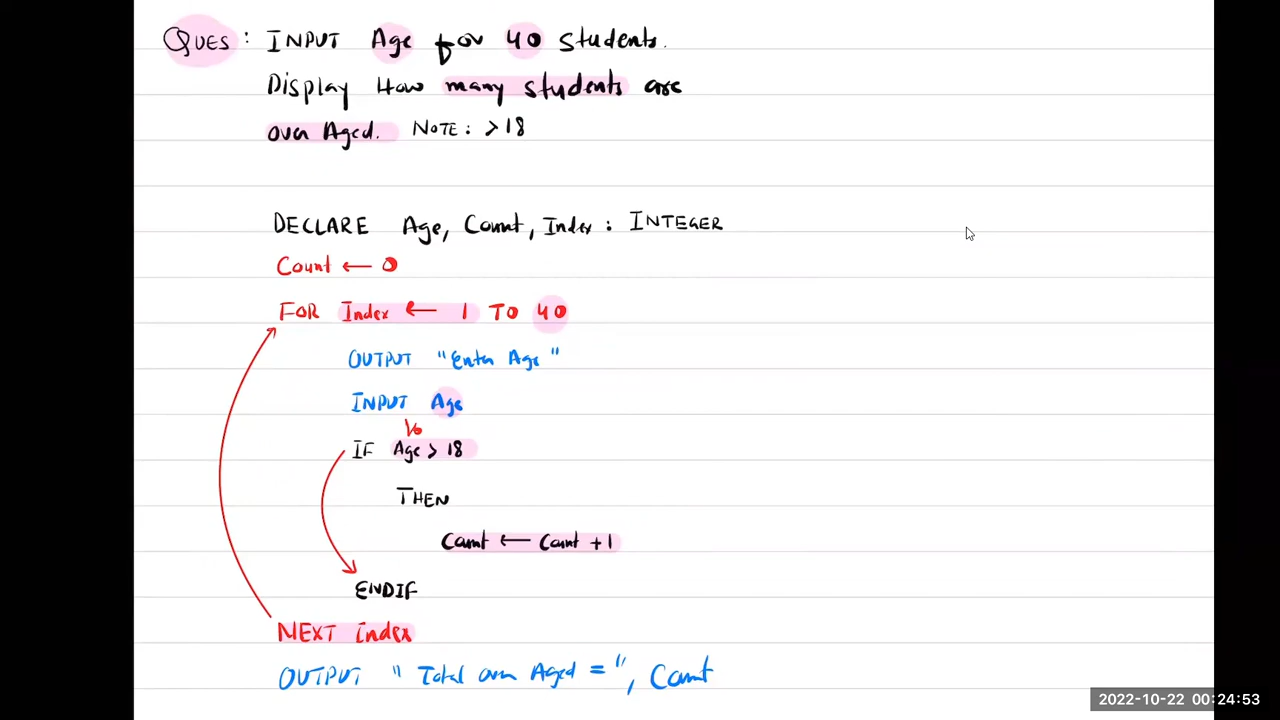 QUES : INPUT Age for 40 students.
Display How many students are
over Aged. NOTE : >18
DECLARE Age, Count, Index : INTEGER
Count ← 0
FOR Index ← 1 TO 40
OUTPUT "Enter Age"
INPUT Age
16
IF Age > 18
THEN
Count ← Count + 1
ENDIF
NEXT Index
OUTPUT "Total over Aged =", Count
2022-10-22 00:24:53